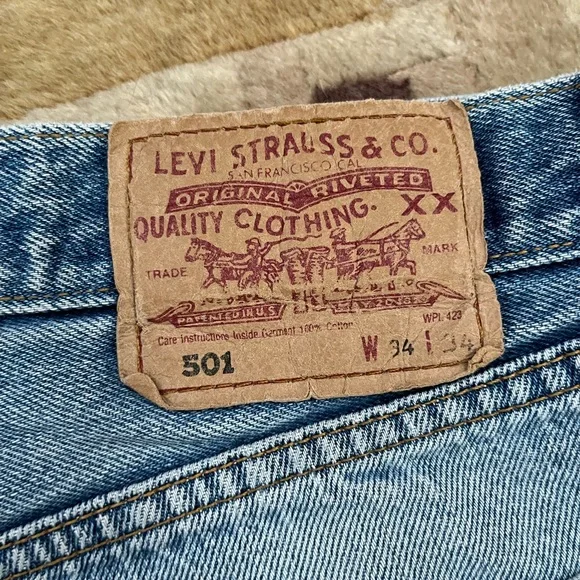 LEVI STRAUSS & CO.
SAN FRANCISCO CAL
ORIGINAL RIVETED
QUALITY CLOTHING. XX
TRADE MARK
PATENTED IN U.S.
WPL 423
Care Instructions Inside Garment 100% Cotton
501 W 34 34